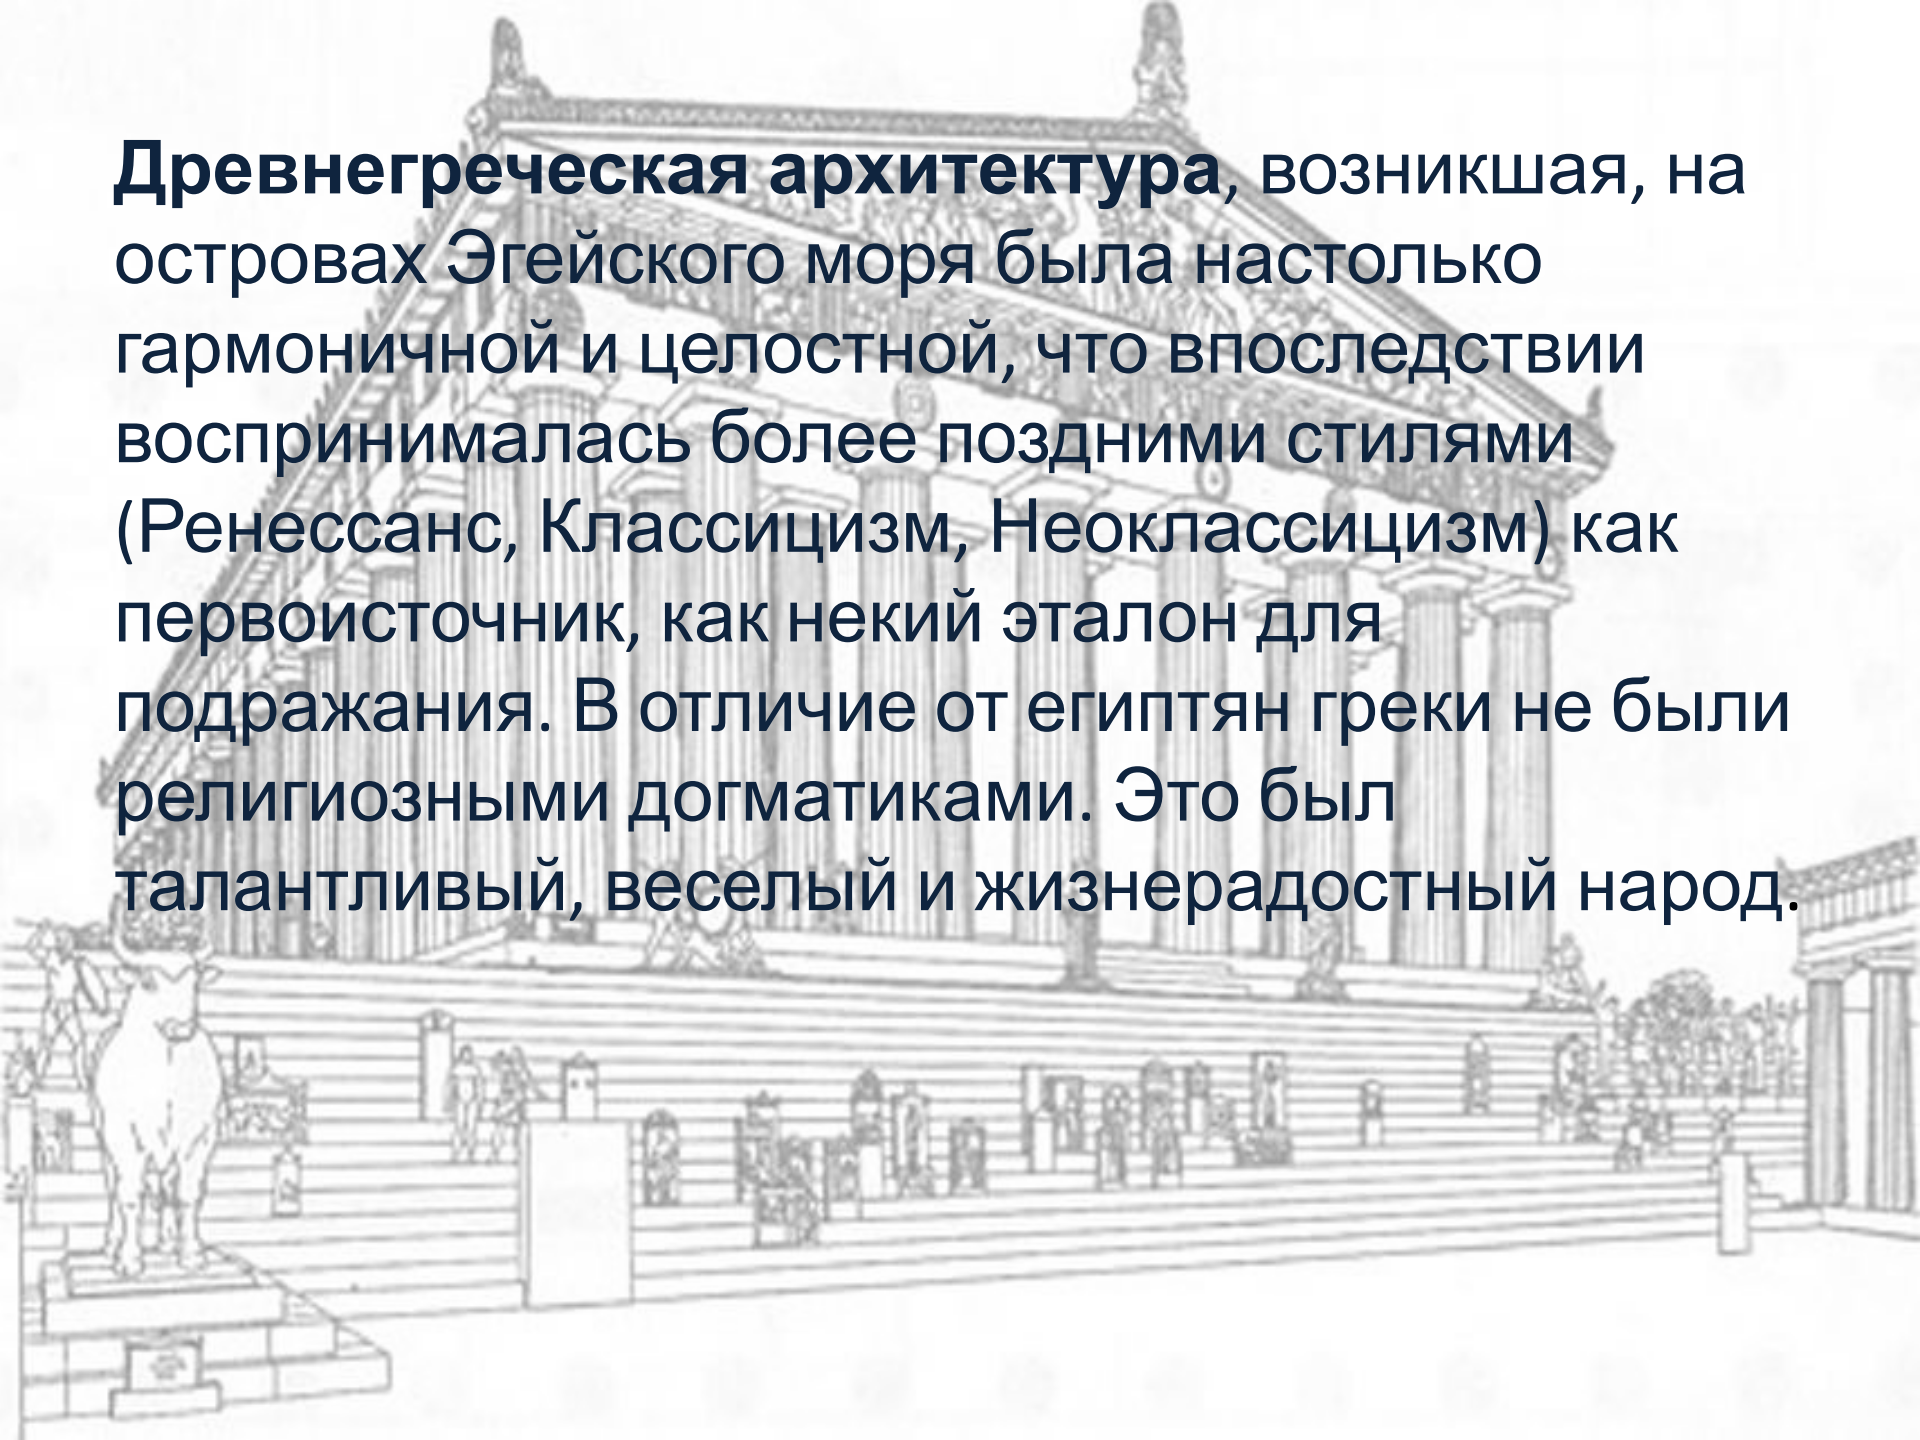 Древнегреческая архитектура, возникшая, на
островах Эгейского моря была настолько
гармоничной и целостной, что впоследствии
воспринималась более поздними стилями
(Ренессанс, Классицизм, Неоклассицизм) как
первоисточник, как некий эталон для
подражания. В отличие от египтян греки не были
религиозными догматиками. Это был
талантливый, веселый и жизнерадостный народ.